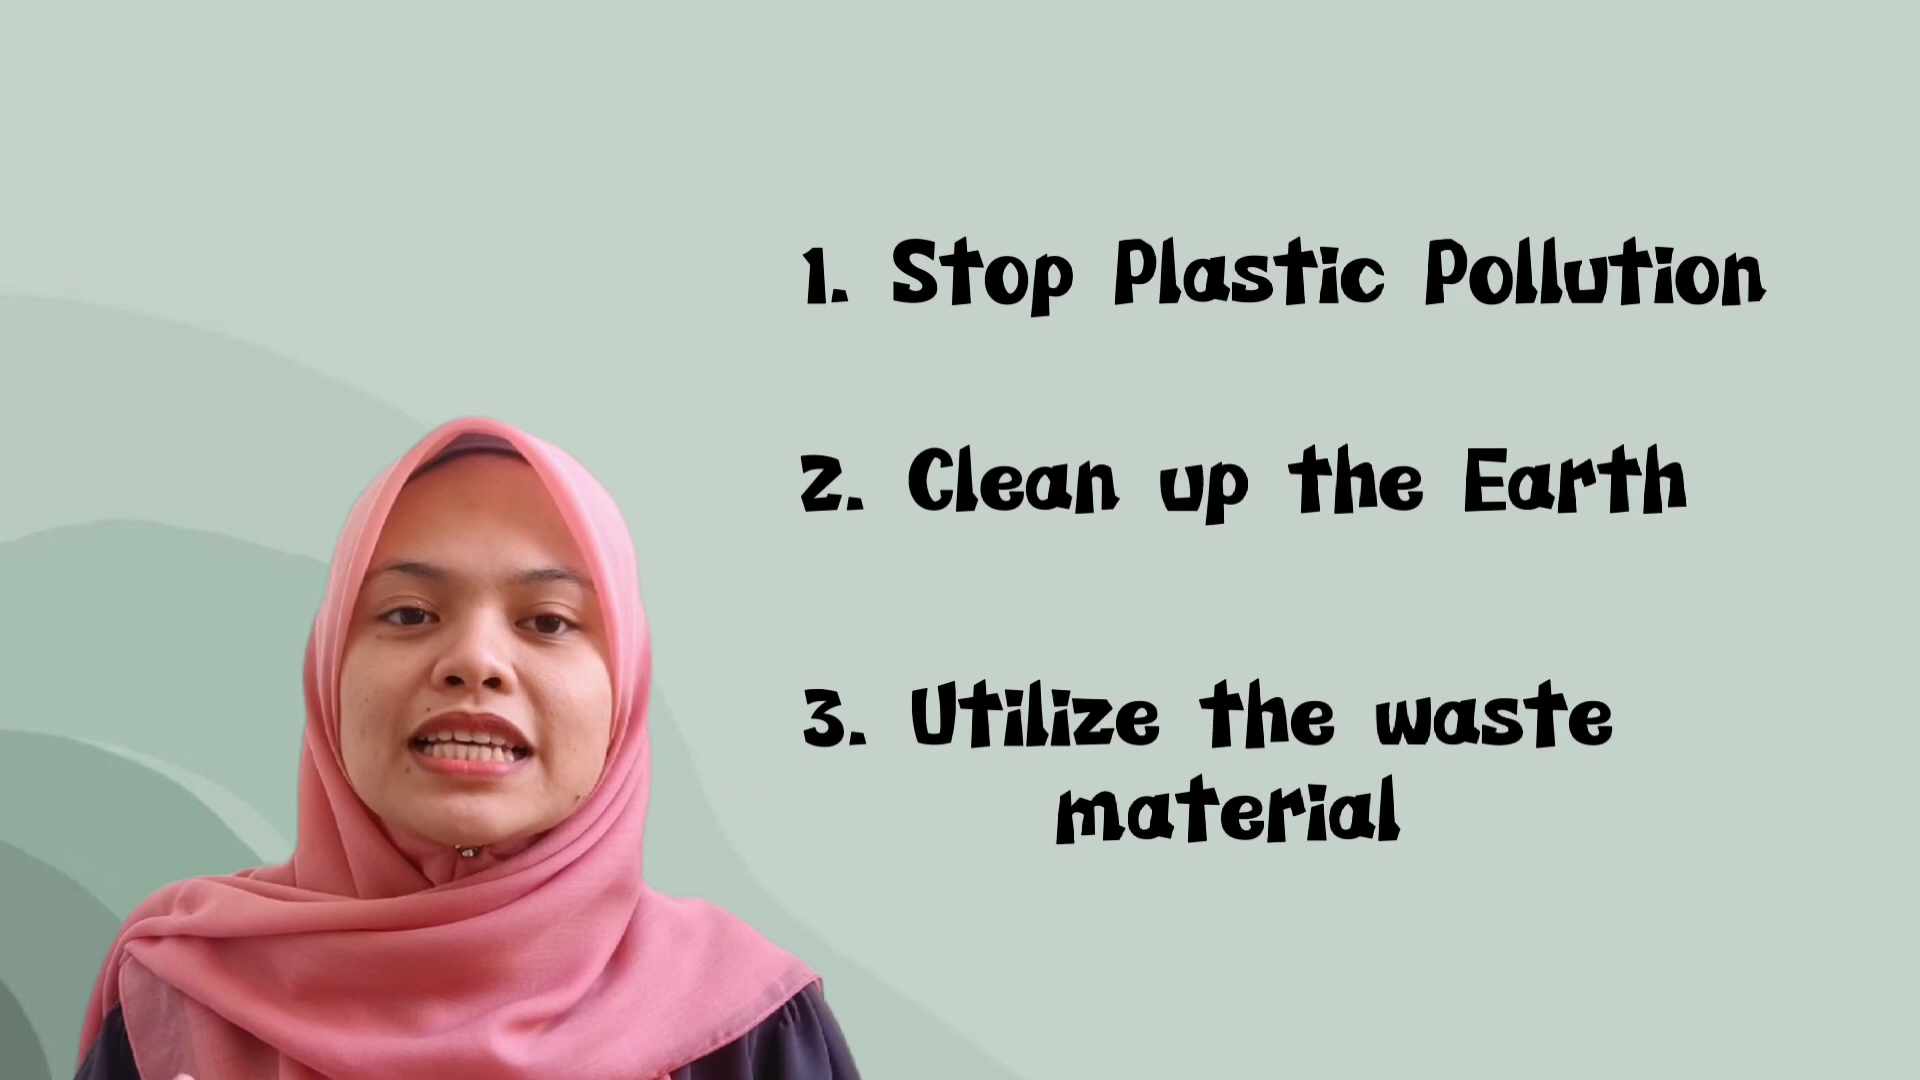 1. Stop Plastic Pollution
2. Clean up the Earth
3. Utilize the waste
material